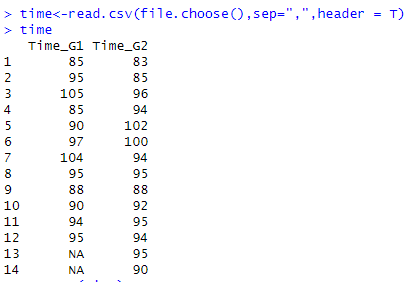 > time<-read.csv(file.choose(),sep=",",header = T)
> time
   Time_G1 Time_G2
1       85      83
2       95      85
3      105      96
4       85      94
5       90     102
6       97     100
7      104      94
8       95      95
9       88      88
10      90      92
11      94      95
12      95      94
13      NA      95
14      NA      90